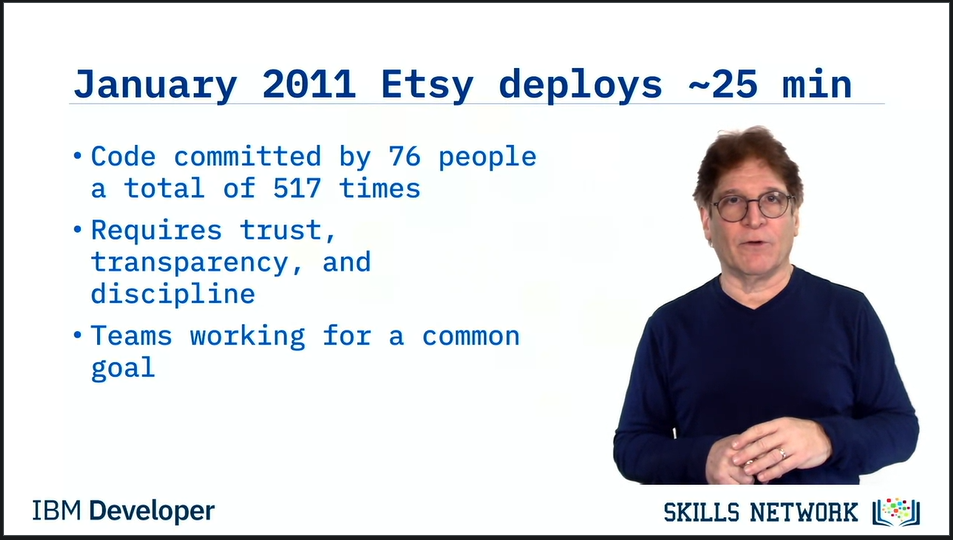 January 2011 Etsy deploys ~25 min
• Code committed by 76 people
a total of 517 times
• Requires trust,
transparency, and
discipline
• Teams working for a common
goal
IBM Developer
SKILLS NETWORK